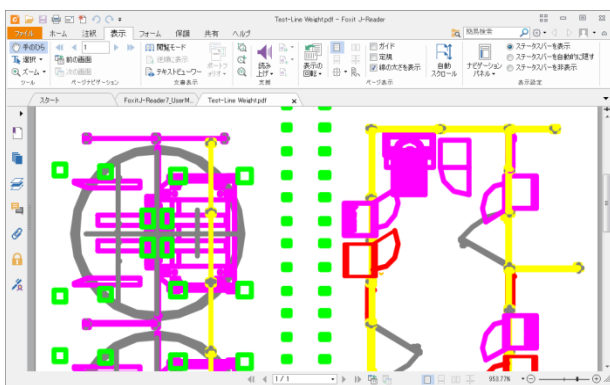 Test-Line Weight.pdf - Foxit J-Reader
ファイル ホーム 注釈 表示 フォーム 保護 共有 ヘルプ 簡易検索
手のひら 1 閲覧モード ガイド ステータスバーを表示
選択 前の画面 逆順に表示 定規 ステータスバーを自動的に隠す
ズーム 次の画面 テキストビューワー 読み上げ 表示の回転 線の太さを表示 自動スクロール ナビゲーションパネル ステータスバーを非表示
ツール ページナビゲーション 文書表示 支援 ページ表示 表示設定
スタート FoxitJ-Reader7_UserM... Test-Line Weight.pdf
1 / 1 953.77%